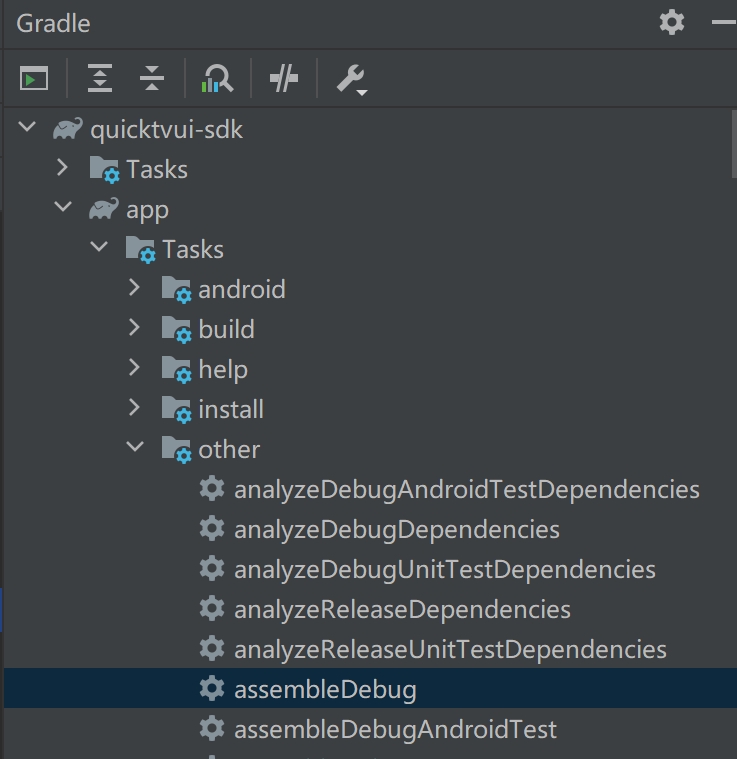 Gradle
quicktvui-sdk
Tasks
app
Tasks
android
build
help
install
other
analyzeDebugAndroidTestDependencies
analyzeDebugDependencies
analyzeDebugUnitTestDependencies
analyzeReleaseDependencies
analyzeReleaseUnitTestDependencies
assembleDebug
assembleDebugAndroidTest